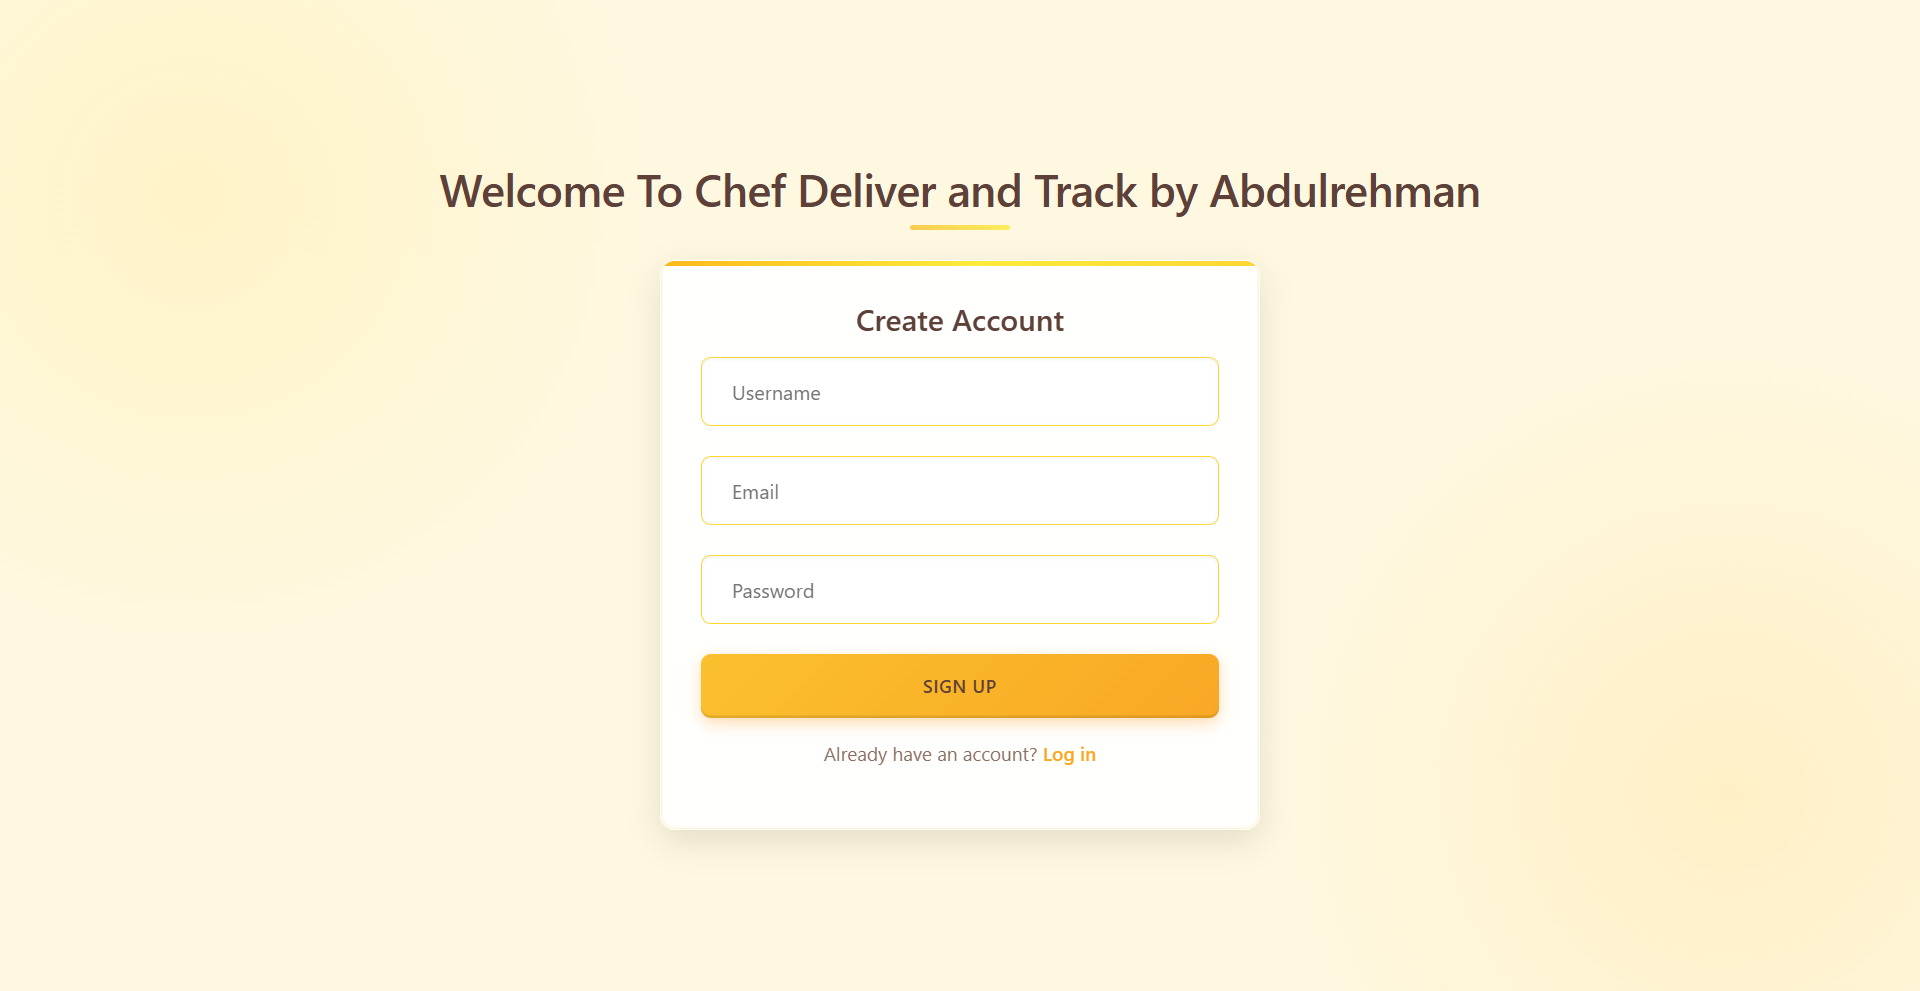 Welcome To Chef Deliver and Track by Abdulrehman
Create Account
Username
Email
Password
SIGN UP
Already have an account? Log in